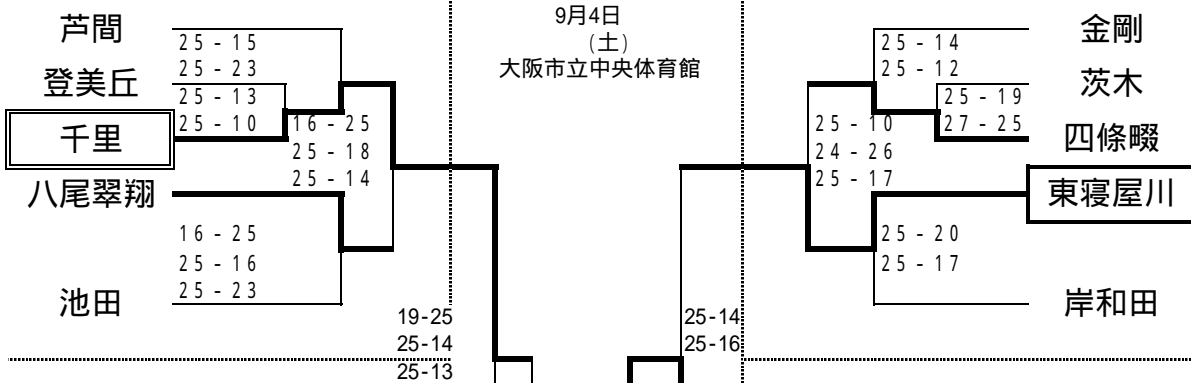 芦間
25-15
25-23
登美丘
25-13
25-10
千里
16-25
25-18
25-14
八尾翠翔
16-25
25-16
25-23
池田
19-25
25-14
25-13
9月4日
(土)
大阪市立中央体育館
25-14
25-16
金剛
25-14
25-12
茨木
25-19
27-25
四條畷
25-10
24-26
25-17
東寝屋川
25-20
25-17
岸和田